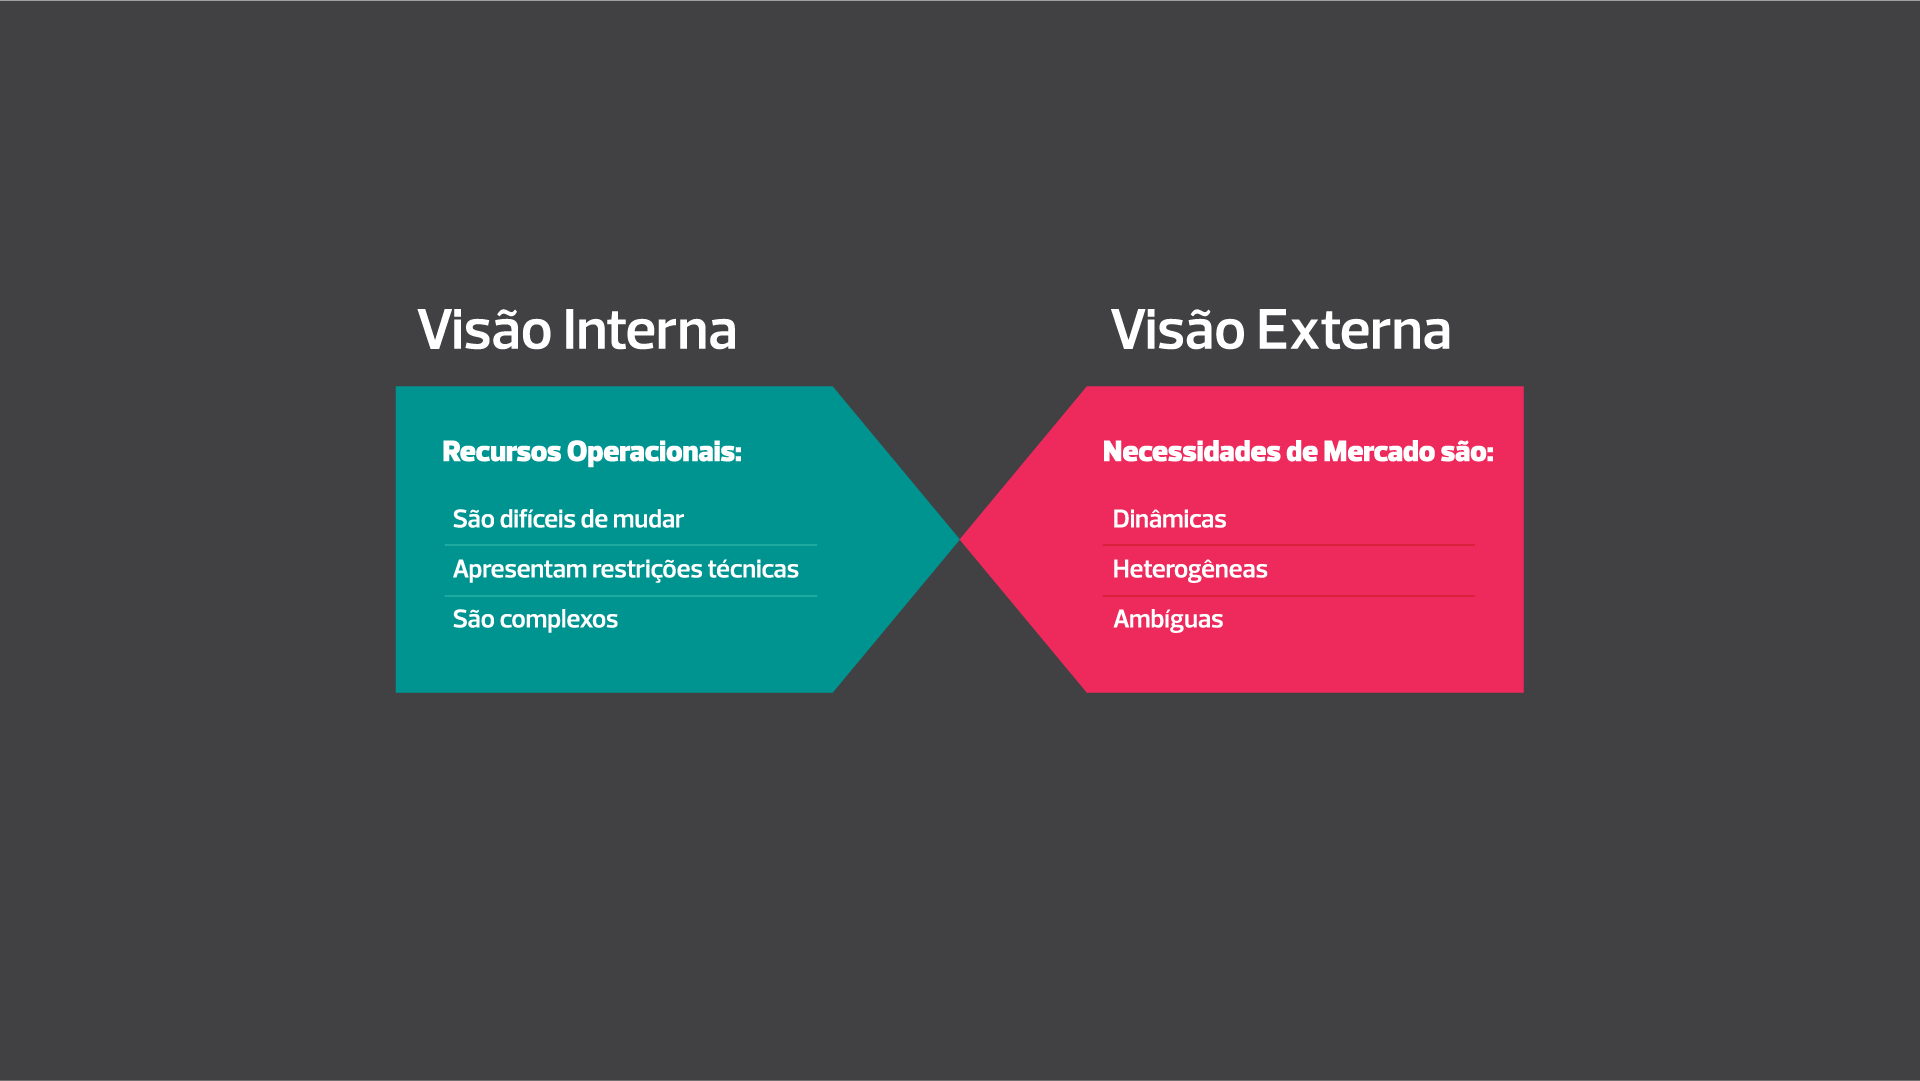 Visão Interna
Recursos Operacionais:
São difíceis de mudar
Apresentam restrições técnicas
São complexos
Visão Externa
Necessidades de Mercado são:
Dinâmicas
Heterogêneas
Ambíguas